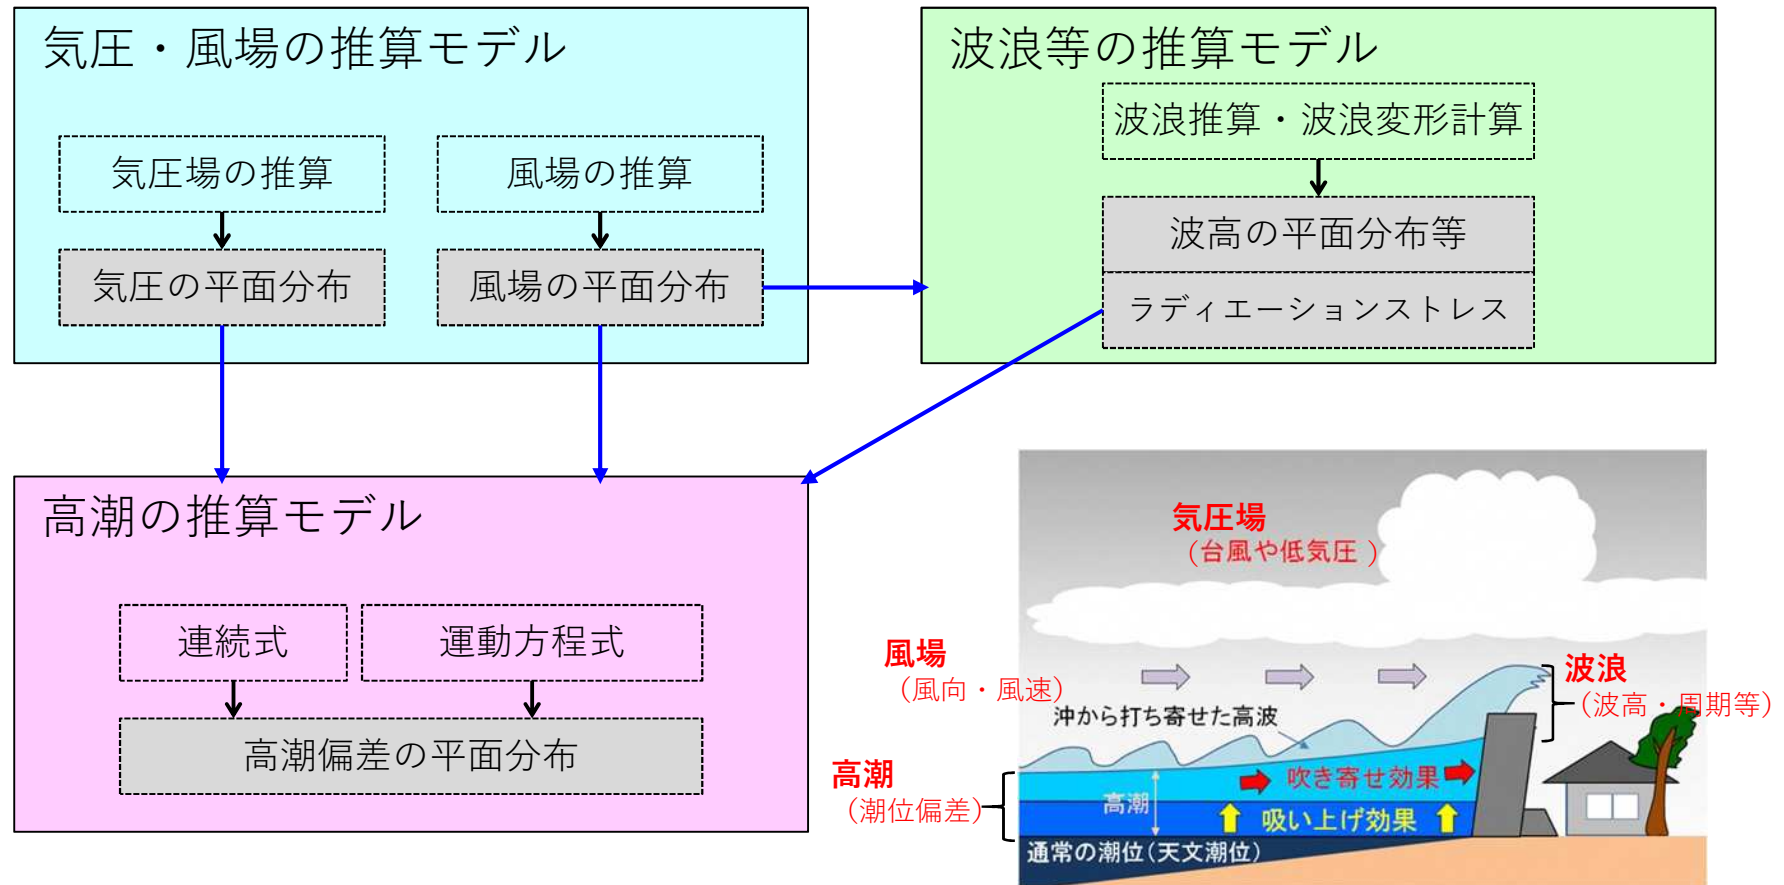 気圧・風場の推算モデル
気圧場の推算
風場の推算
気圧の平面分布
風場の平面分布
波浪等の推算モデル
波浪推算・波浪変形計算
波高の平面分布等
ラディエーションストレス
高潮の推算モデル
連続式
運動方程式
高潮偏差の平面分布
気圧場
（台風や低気圧）
風場
（風向・風速）
波浪
（波高・周期等）
沖から打ち寄せた高波
高潮
（潮位偏差）
高潮
吹き寄せ効果
吸い上げ効果
通常の潮位(天文潮位)